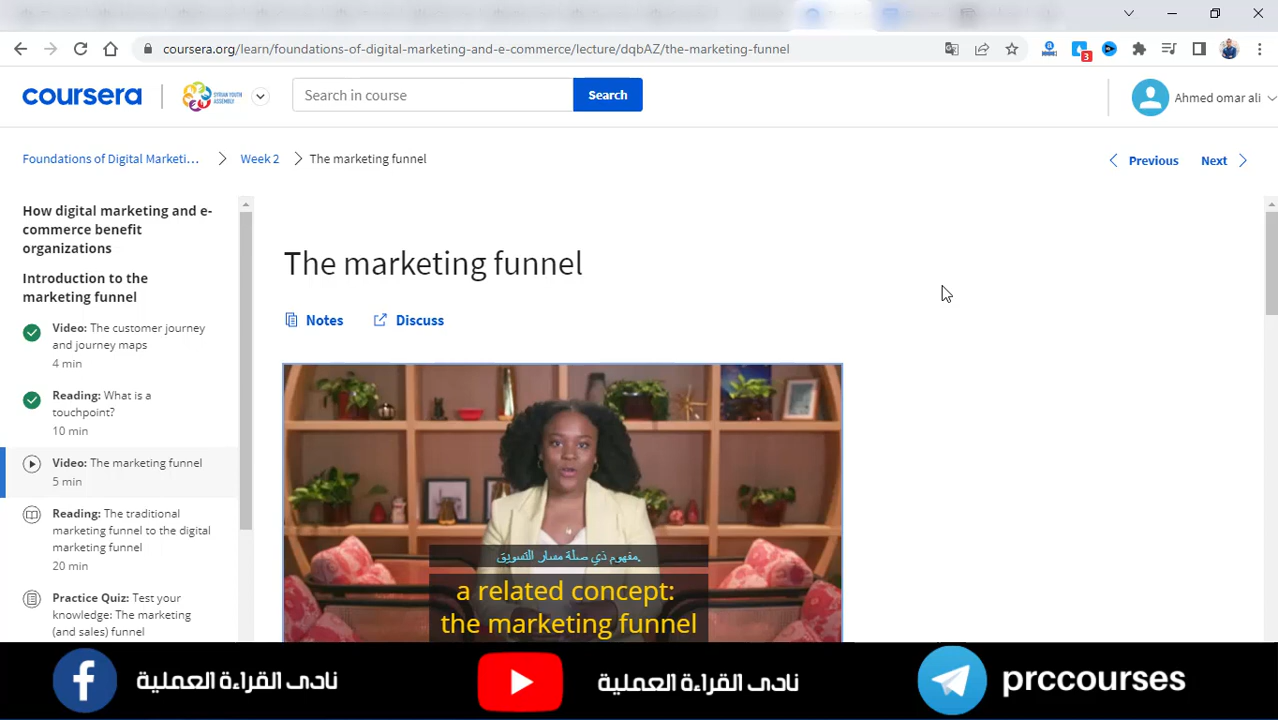 coursera.org/learn/foundations-of-digital-marketing-and-e-commerce/lecture/dqbAZ/the-marketing-funnel
3
coursera
SYRIAN YOUTH
ASSEMBLY
Search in course
Search
Ahmed omar ali
Foundations of Digital Marketi...
Week 2
The marketing funnel
Previous
Next
How digital marketing and e-
commerce benefit
organizations
Introduction to the
marketing funnel
Video: The customer journey
and journey maps
4 min
Reading: What is a
touchpoint?
10 min
Video: The marketing funnel
5 min
Reading: The traditional
marketing funnel to the digital
marketing funnel
20 min
Practice Quiz: Test your
knowledge: The marketing
(and sales) funnel
The marketing funnel
Notes
Discuss
مفهوم ذي صلة مسار التسويق.
a related concept:
the marketing funnel
نادى القراءة العملية
نادى القراءة العملية
prccourses